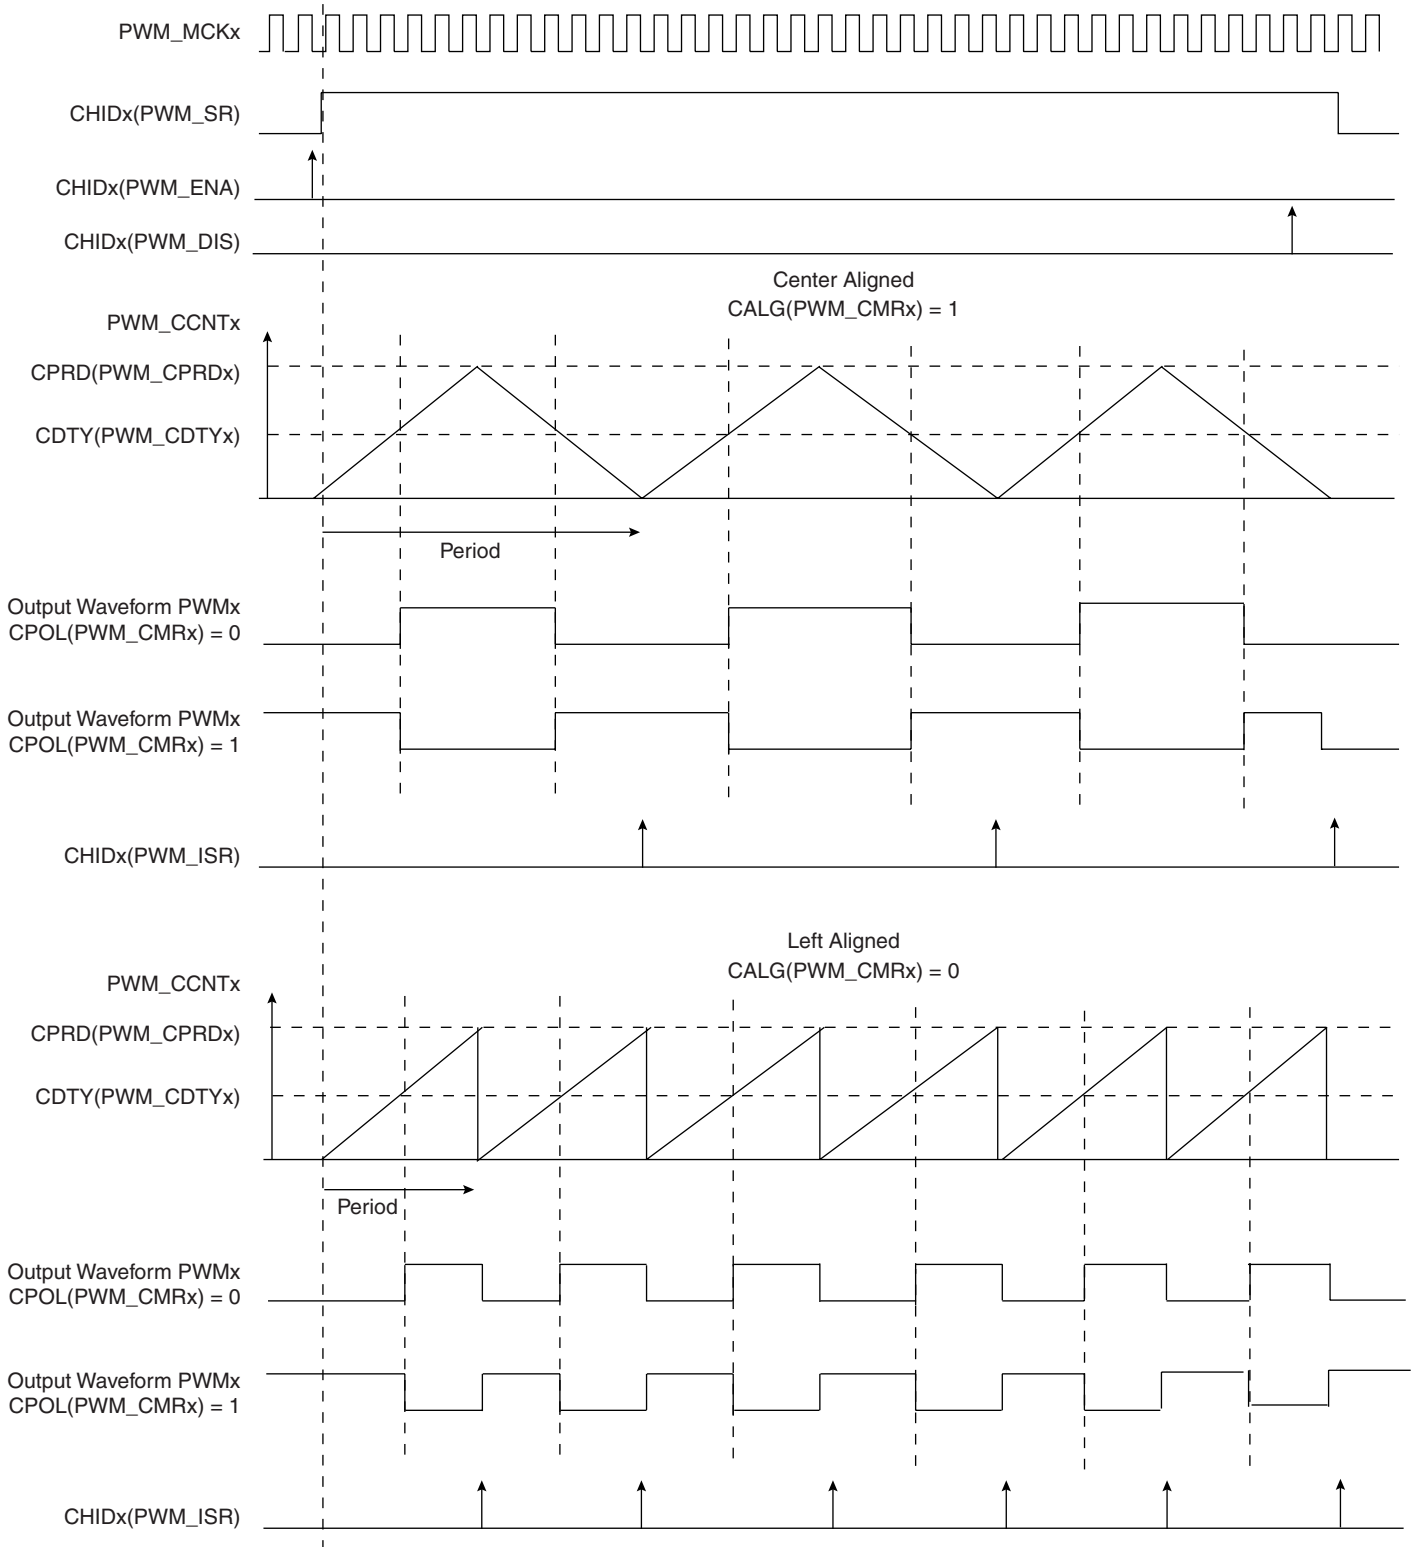 PWM_MCKx
CHIDx(PWM_SR)
CHIDx(PWM_ENA)
CHIDx(PWM_DIS)
Center Aligned
CALG(PWM_CMRx) = 1
PWM_CCNTx
CPRD(PWM_CPRDx)
CDTY(PWM_CDTYx)
Period
Output Waveform PWMx
CPOL(PWM_CMRx) = 0
Output Waveform PWMx
CPOL(PWM_CMRx) = 1
CHIDx(PWM_ISR)
Left Aligned
CALG(PWM_CMRx) = 0
PWM_CCNTx
CPRD(PWM_CPRDx)
CDTY(PWM_CDTYx)
Period
Output Waveform PWMx
CPOL(PWM_CMRx) = 0
Output Waveform PWMx
CPOL(PWM_CMRx) = 1
CHIDx(PWM_ISR)